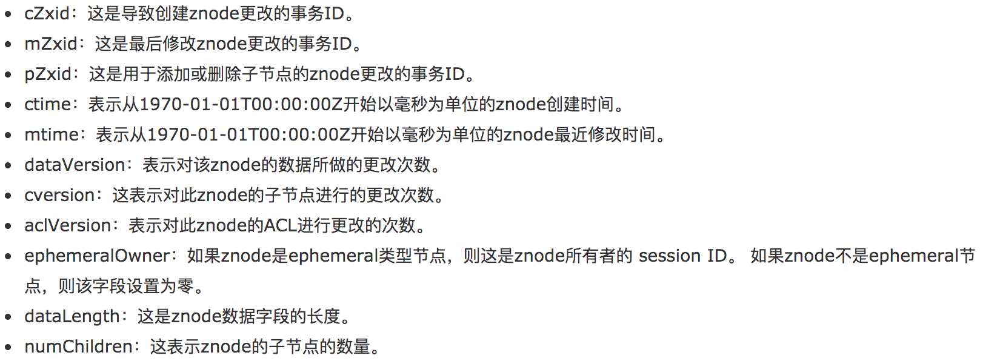 • cZxid：这是导致创建znode更改的事务ID。
• mZxid：这是最后修改znode更改的事务ID。
• pZxid：这是用于添加或删除子节点的znode更改的事务ID。
• ctime：表示从1970-01-01T00:00:00Z开始以毫秒为单位的znode创建时间。
• mtime：表示从1970-01-01T00:00:00Z开始以毫秒为单位的znode最近修改时间。
• dataVersion：表示对该znode的数据所做的更改次数。
• cversion：这表示对此znode的子节点进行的更改次数。
• aclVersion：表示对此znode的ACL进行更改的次数。
• ephemeralOwner：如果znode是ephemeral类型节点，则这是znode所有者的 session ID。 如果znode不是ephemeral节
点，则该字段设置为零。
• dataLength：这是znode数据字段的长度。
• numChildren：这表示znode的子节点的数量。